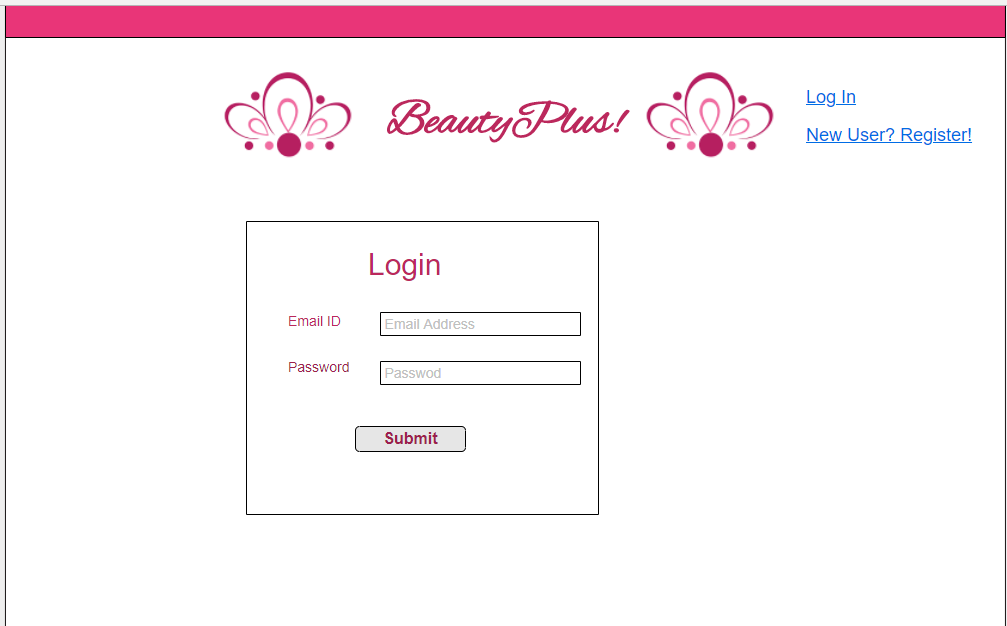 BeautyPlus!
Log In
New User? Register!
Login
Email ID
Email Address
Password
Passwod
Submit